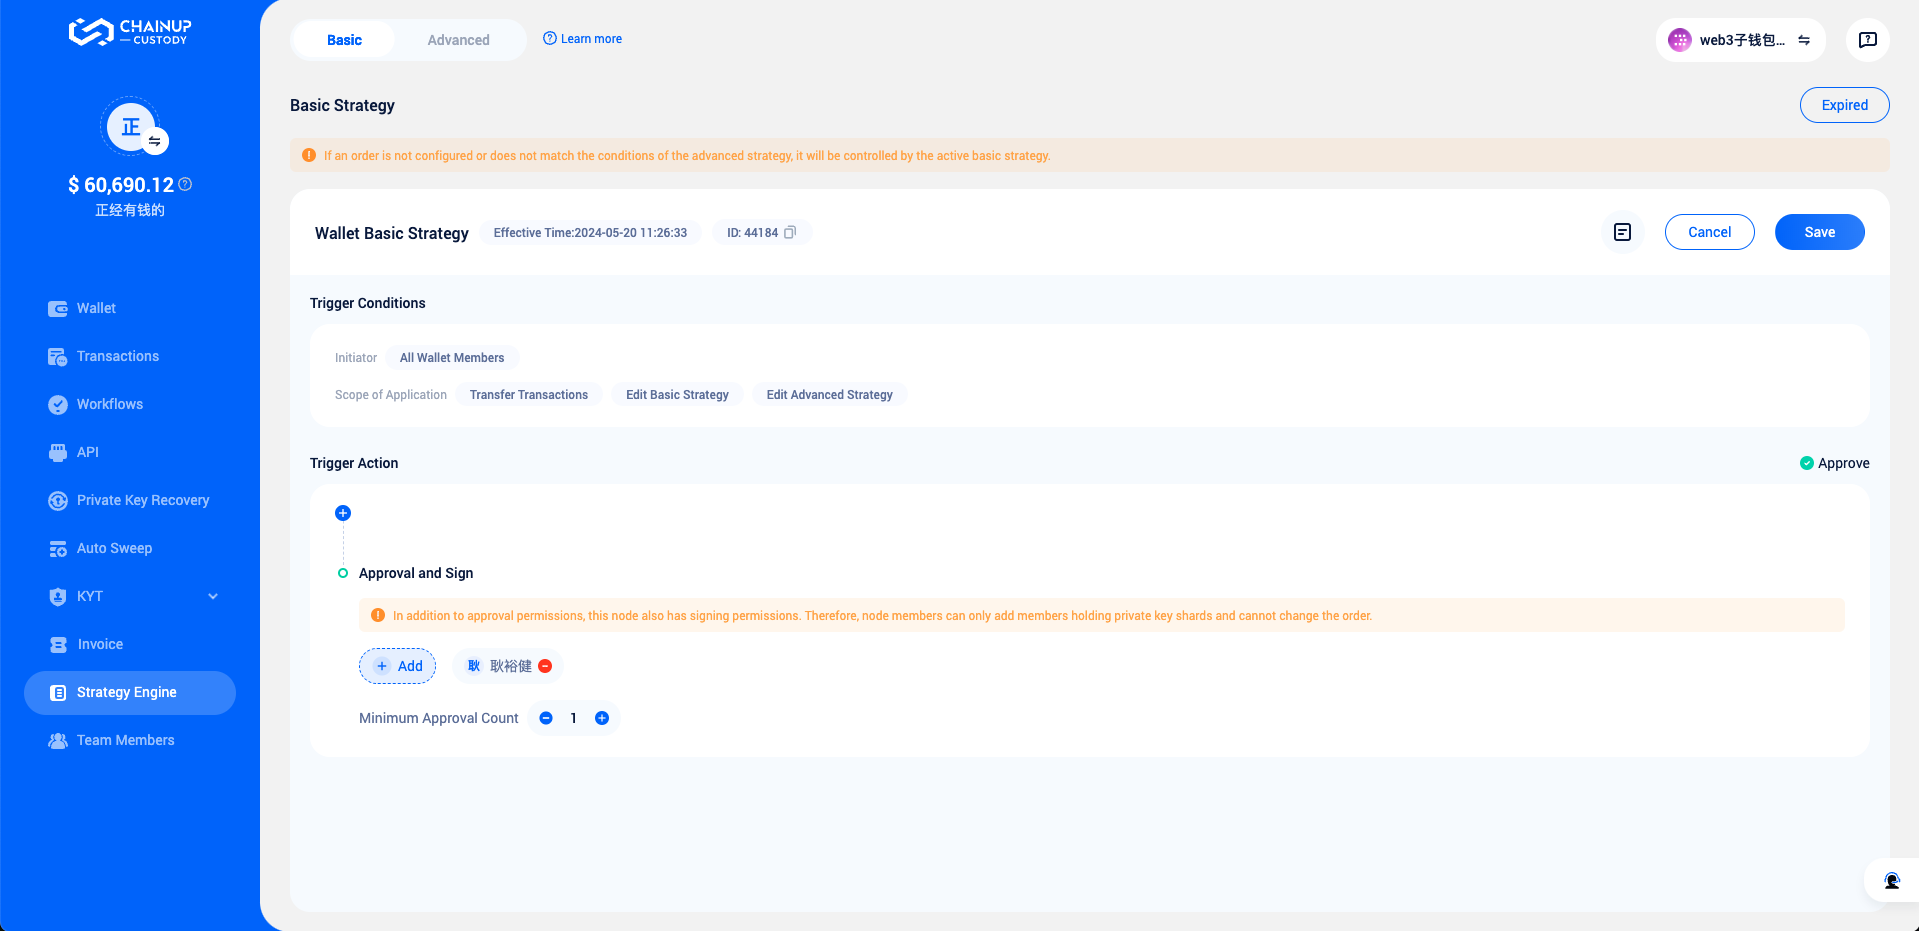 CHAINUP
CUSTODY
正
$ 60,690.12
正经有钱的
Wallet
Transactions
Workflows
API
Private Key Recovery
Auto Sweep
KYT
Invoice
Strategy Engine
Team Members
Basic
Advanced
Learn more
web3子钱包...
Basic Strategy
Expired
If an order is not configured or does not match the conditions of the advanced strategy, it will be controlled by the active basic strategy.
Wallet Basic Strategy
Effective Time:2024-05-20 11:26:33
ID: 44184
Cancel
Save
Trigger Conditions
Initiator All Wallet Members
Scope of Application Transfer Transactions Edit Basic Strategy Edit Advanced Strategy
Trigger Action
Approve
Approval and Sign
In addition to approval permissions, this node also has signing permissions. Therefore, node members can only add members holding private key shards and cannot change the order.
+ Add
耿 耿裕健
Minimum Approval Count 1